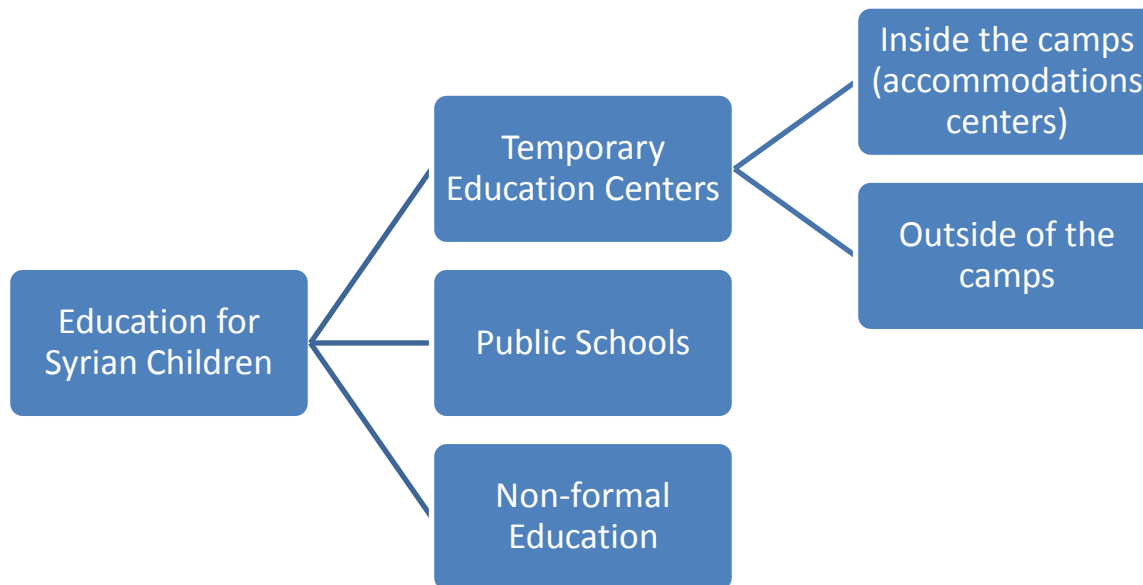 Education for
Syrian Children
Temporary
Education Centers
Public Schools
Non-formal
Education
Inside the camps
(accommodations
centers)
Outside of the
camps